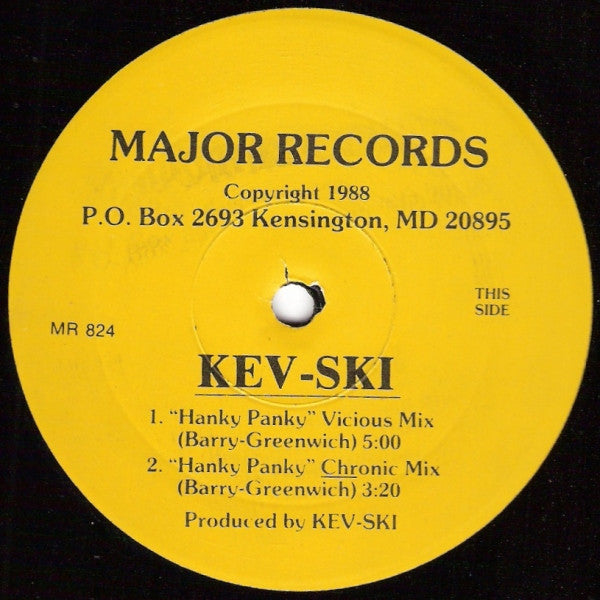 MAJOR RECORDS
Copyright 1988
P.O. Box 2693 Kensington, MD 20895
THIS
SIDE
MR 824
KEV-SKI
1. “Hanky Panky” Vicious Mix
(Barry-Greenwich) 5:00
2. “Hanky Panky” Chronic Mix
(Barry-Greenwich) 3:20
Produced by KEV-SKI